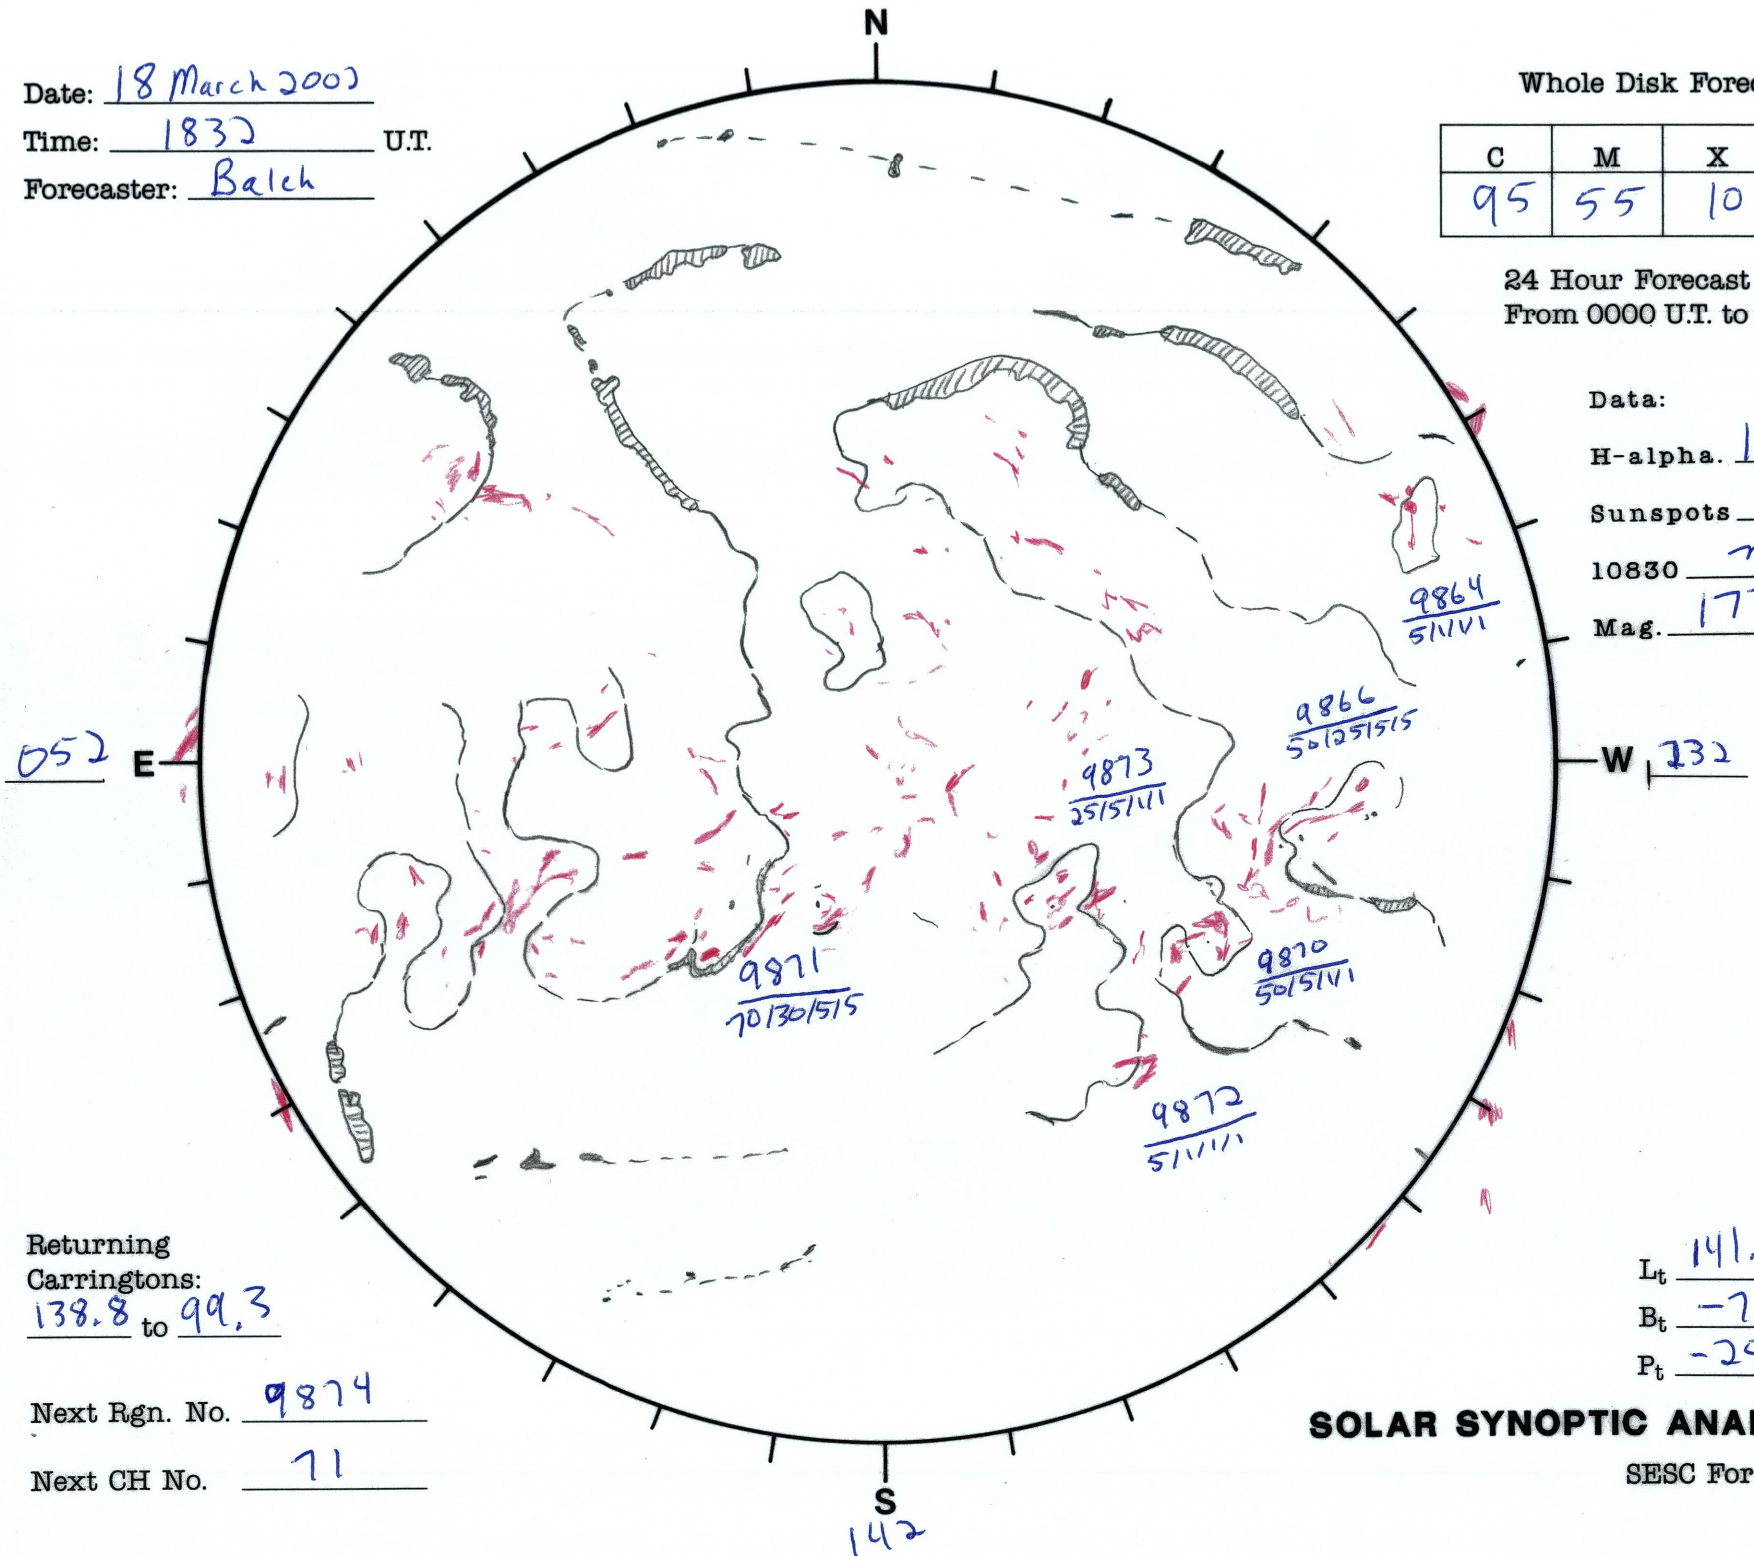 N
Date: 18 March 2002
Time: 1832 U.T.
Forecaster: Balch
Whole Disk Fore
C M X
95 55 10
24 Hour Forecast
From 0000 U.T. to
Data:
H-alpha. 1
Sunspots
10830
Mag. 17
9864
5/1/1/1
9866
50/25/5/5
052 E
W 232
9873
25/5/1/1
9871
70/30/5/5
9870
50/5/1/1
9872
5/1/1/1
Returning
Carringtons:
138.8 to 99.3
Lt 141.
Bt -7
Pt -2
Next Rgn. No. 9874
Next CH No. 71
SOLAR SYNOPTIC ANA
SESC For
S
142